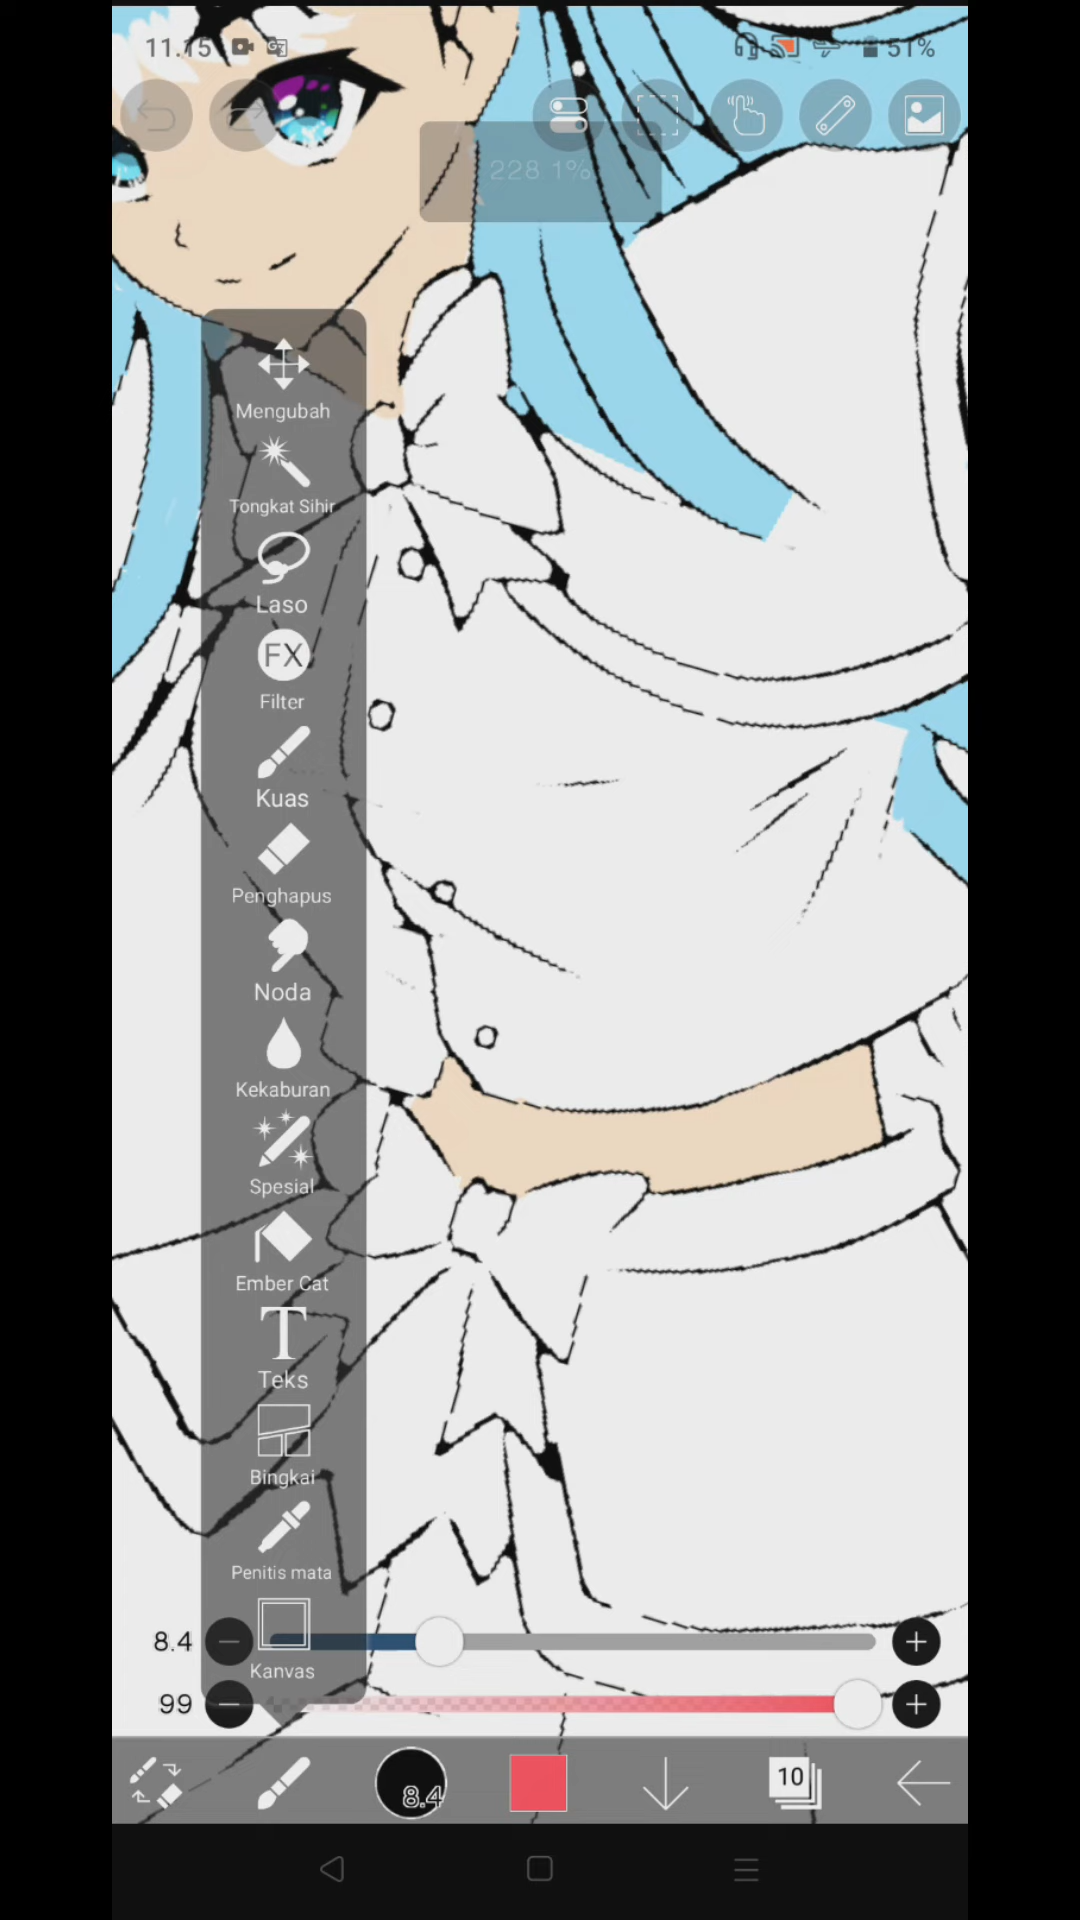 11.15
51%
228 1%
Mengubah
Tongkat Sihir
Laso
FX
Filter
Kuas
Penghapus
Noda
Kekaburan
Spesial
Ember Cat
T
Teks
Bingkai
Penitis mata
Kanvas
8.4
99
8.4
10